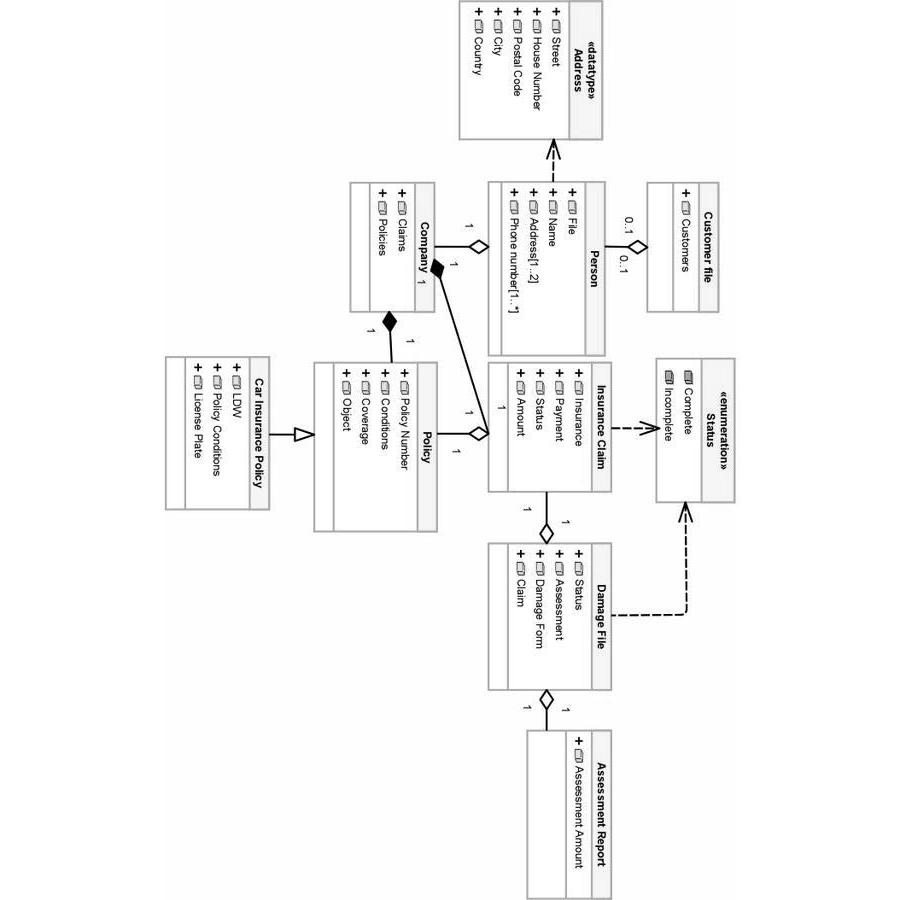 Customer file
+ Customers
0..1
0..1
«enumeration»
Status
Complete
Incomplete
«datatype»
Address
+ Street
+ House Number
+ Postal Code
+ City
+ Country
Person
+ File
+ Name
+ Address[1..2]
+ Phone number[1..*]
Insurance Claim
+ Insurance
+ Payment
+ Status
+ Amount
1
Damage File
+ Status
+ Assessment
+ Damage Form
+ Claim
Assessment Report
+ Assessment Amount
1
1
1
1
1
1
1
1
1
Company
+ Claims
+ Policies
1
1
Policy
+ Policy Number
+ Conditions
+ Coverage
+ Object
Car Insurance Policy
+ LDW
+ Policy Conditions
+ License Plate